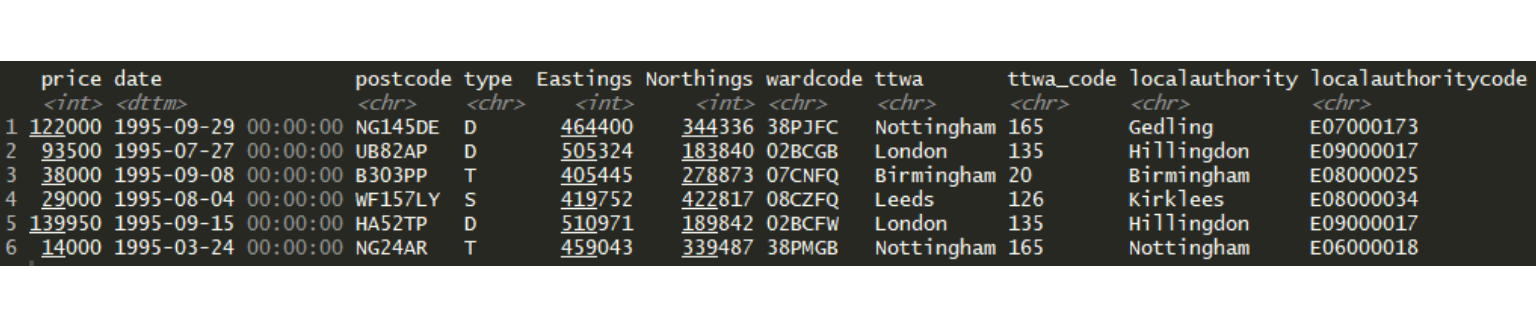 price date postcode type Eastings Northings wardcode ttwa ttwa_code localauthority localauthoritycode
<int> <dttm> <chr> <chr> <int> <int> <chr> <chr> <chr> <chr> <chr>
1 122000 1995-09-29 00:00:00 NG145DE D 464400 344336 38PJFC Nottingham 165 Gedling E07000173
2 93500 1995-07-27 00:00:00 UB82AP D 505324 183840 02BCGB London 135 Hillingdon E09000017
3 38000 1995-09-08 00:00:00 B303PP T 405445 278873 07CNFQ Birmingham 20 Birmingham E08000025
4 29000 1995-08-04 00:00:00 WF157LY S 419752 422817 08CZFQ Leeds 126 Kirklees E08000034
5 139950 1995-09-15 00:00:00 HA52TP D 510971 189842 02BCFW London 135 Hillingdon E09000017
6 14000 1995-03-24 00:00:00 NG24AR T 459043 339487 38PMGB Nottingham 165 Nottingham E06000018